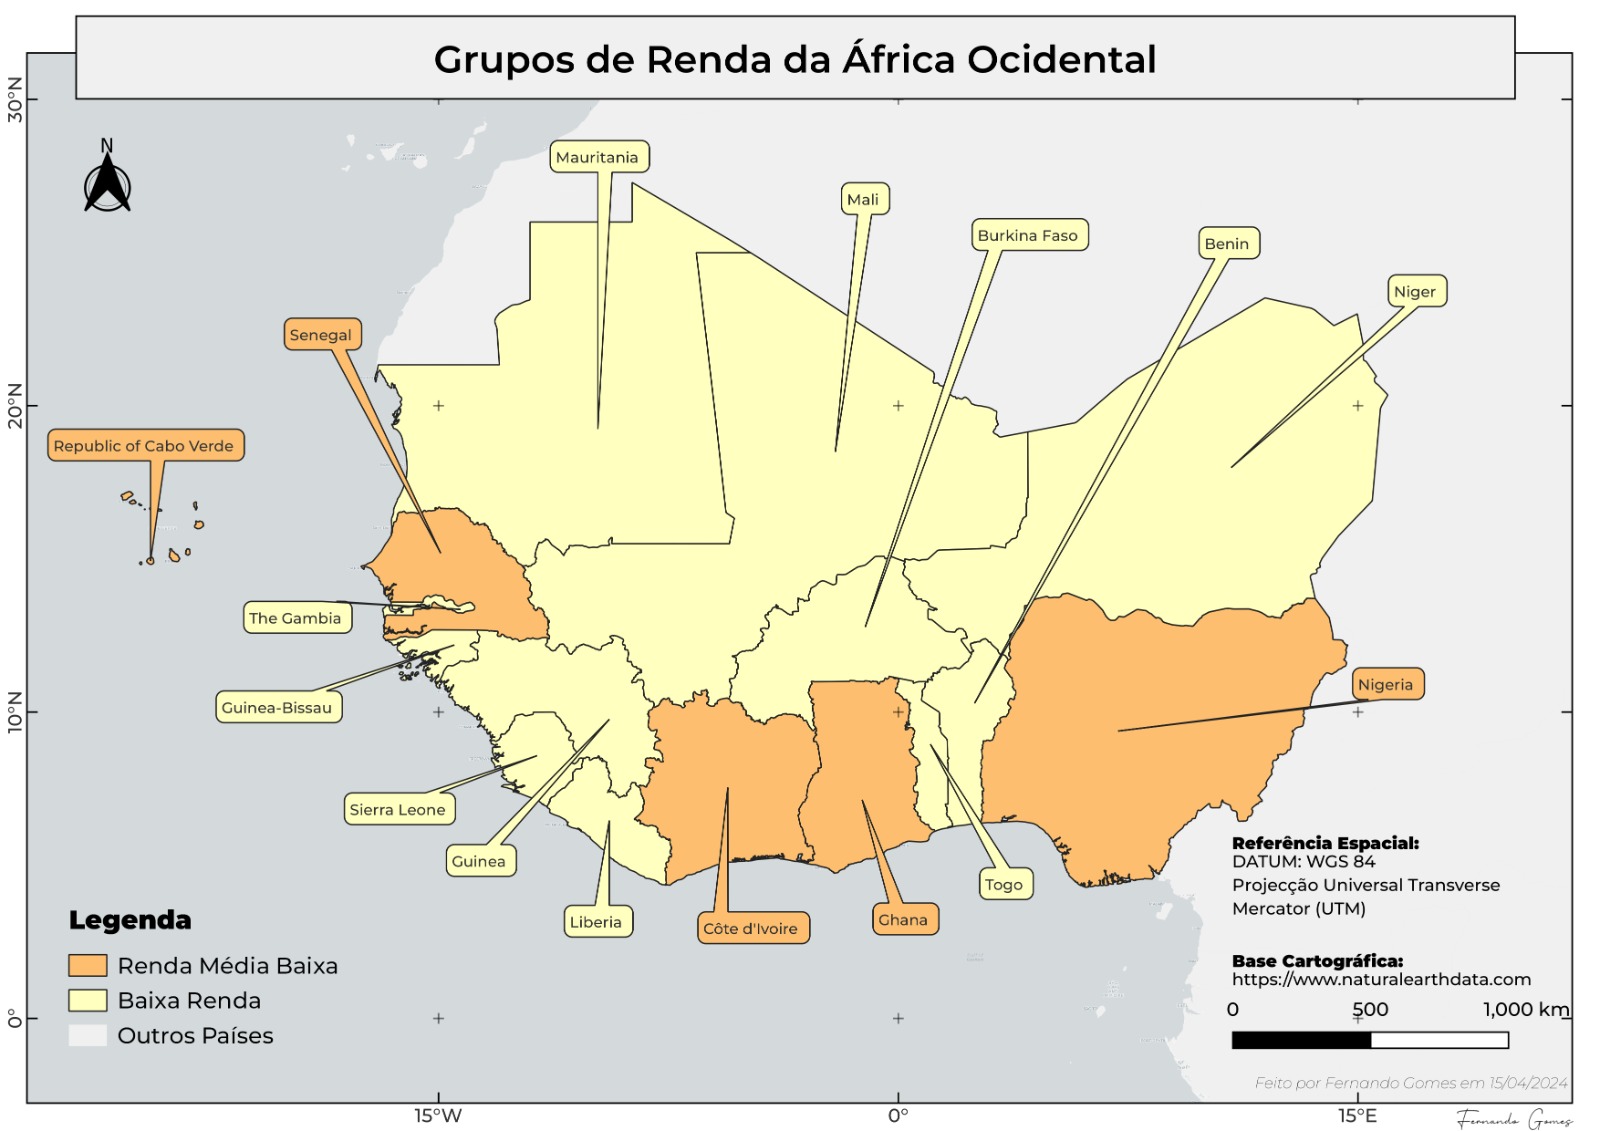 Grupos de Renda da África Ocidental
30°N
20°N
10°N
0°
N
Mauritania
Mali
Burkina Faso
Benin
Niger
Senegal
Republic of Cabo Verde
The Gambia
Guinea-Bissau
Nigeria
Sierra Leone
Guinea
Togo
Liberia
Côte d'Ivoire
Ghana
Legenda
Renda Média Baixa
Baixa Renda
Outros Países
Referência Espacial:
DATUM: WGS 84
Projecção Universal Transverse
Mercator (UTM)
Base Cartográfica:
https://www.naturalearthdata.com
0 500 1,000 km
Feito por Fernando Gomes em 15/04/2024
15°W 0° 15°E
Fernando Gomes